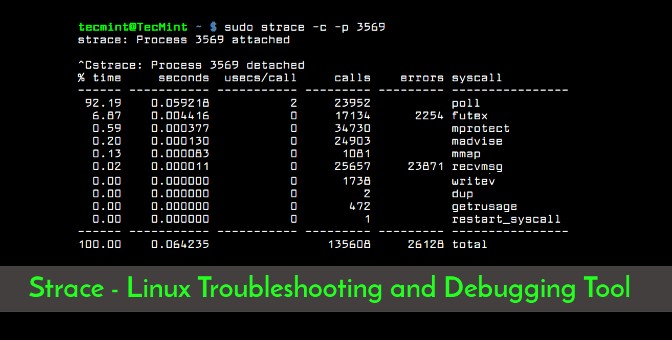 tecmint@TecMint ~ $ sudo strace -c -p 3569
strace: Process 3569 attached
^Cstrace: Process 3569 detached
% time seconds usecs/call calls errors syscall
------ ----------- ----------- --------- --------- ----------------
92.19 0.059218 2 23952 poll
6.87 0.004416 0 17134 2254 futex
0.59 0.000377 0 34730 mprotect
0.20 0.000130 0 24903 madvise
0.13 0.000083 0 1081 mmap
0.02 0.000011 0 25657 23871 recvmsg
0.00 0.000000 0 1738 writev
0.00 0.000000 0 2 dup
0.00 0.000000 0 472 getrusage
0.00 0.000000 0 1 restart_syscall
------ ----------- ----------- --------- --------- ----------------
100.00 0.064235 135608 26128 total
Strace - Linux Troubleshooting and Debugging Tool